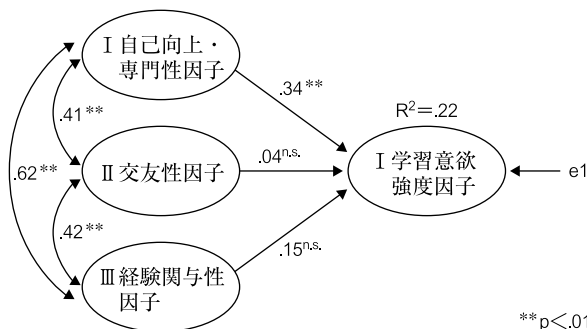 Ⅰ自己向上・
専門性因子
.34**
R²=.22
.41**
.62**
Ⅱ交友性因子
.04n.s.
Ⅰ学習意欲
強度因子
e1
.42**
.15n.s.
Ⅲ経験関与性
因子
**p<.01